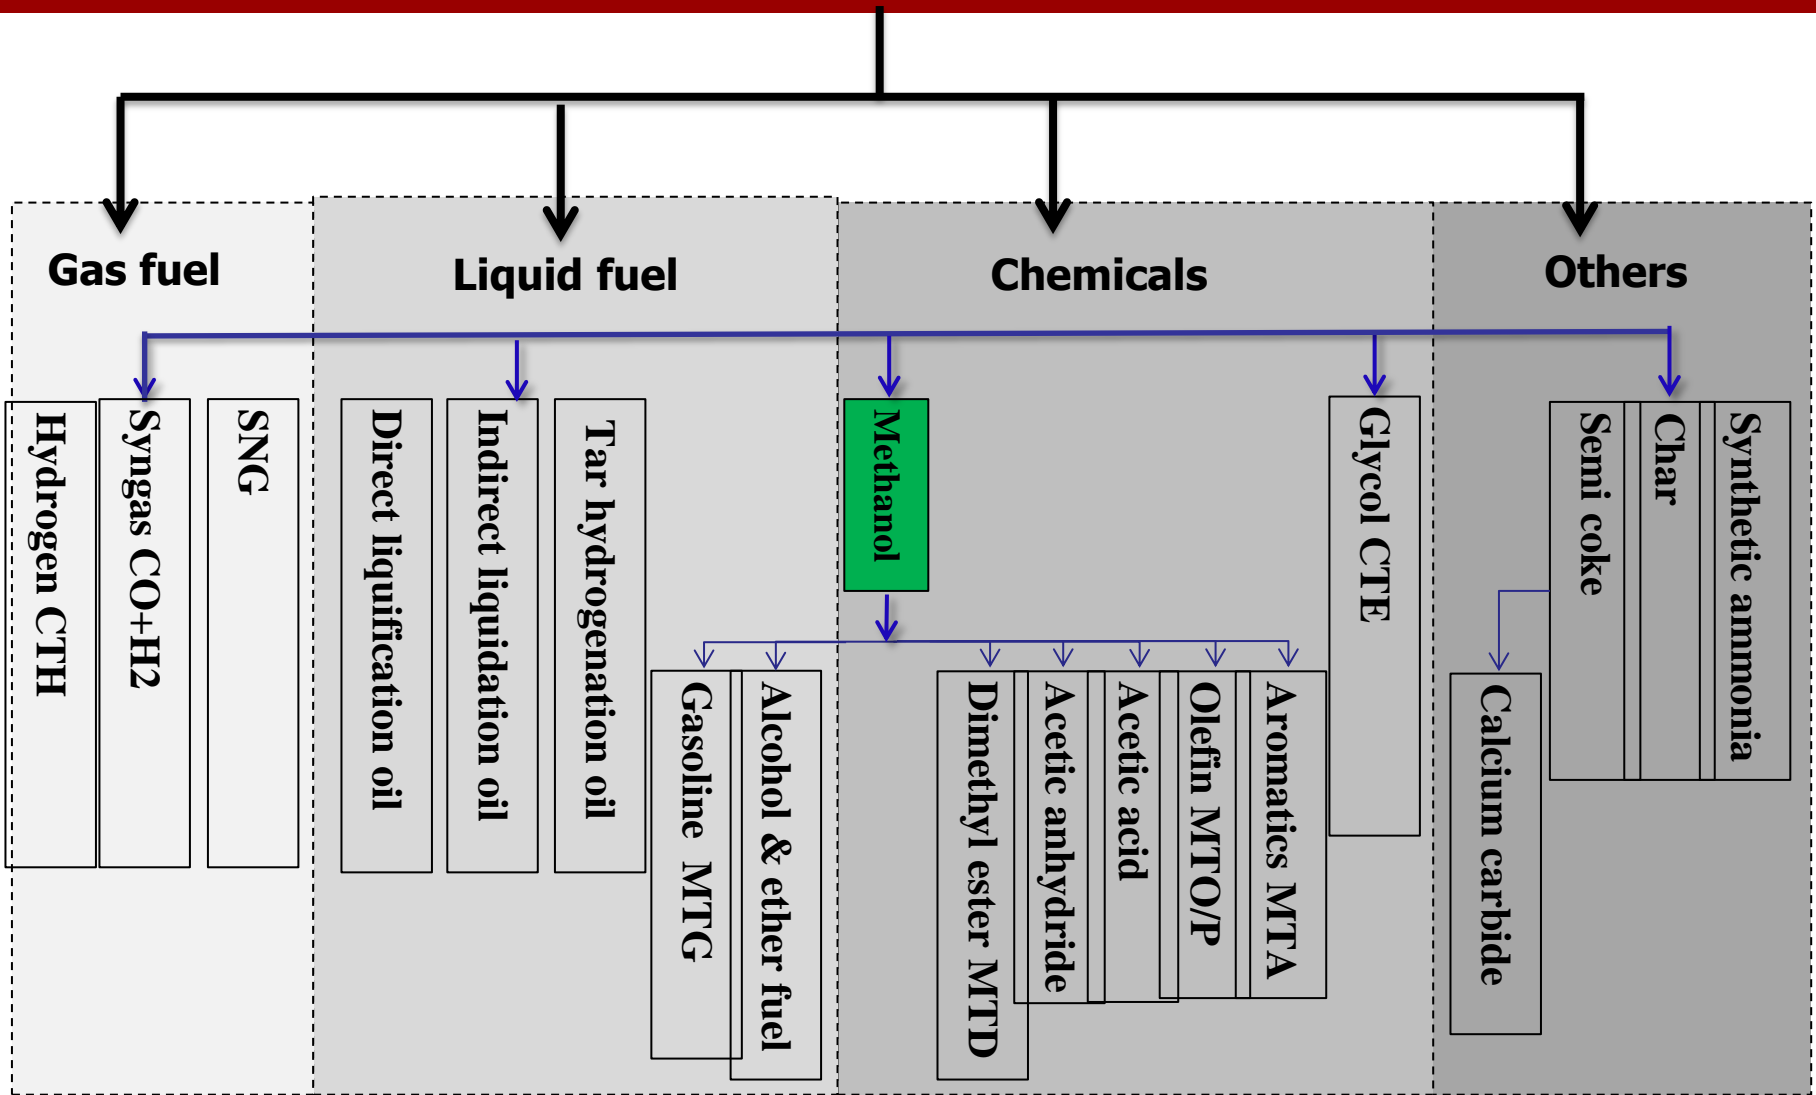 Gas fuel
Liquid fuel
Chemicals
Others
Hydrogen CTH
Syngas CO+H2
SNG
Direct liquification oil
Indirect liquidation oil
Tar hydrogenation oil
Gasoline MTG
Alcohol & ether fuel
Methanol
Dimethyl ester MTD
Acetic anhydride
Acetic acid
Olefin MTO/P
Aromatics MTA
Glycol CTE
Calcium carbide
Semi coke
Char
Synthetic ammonia